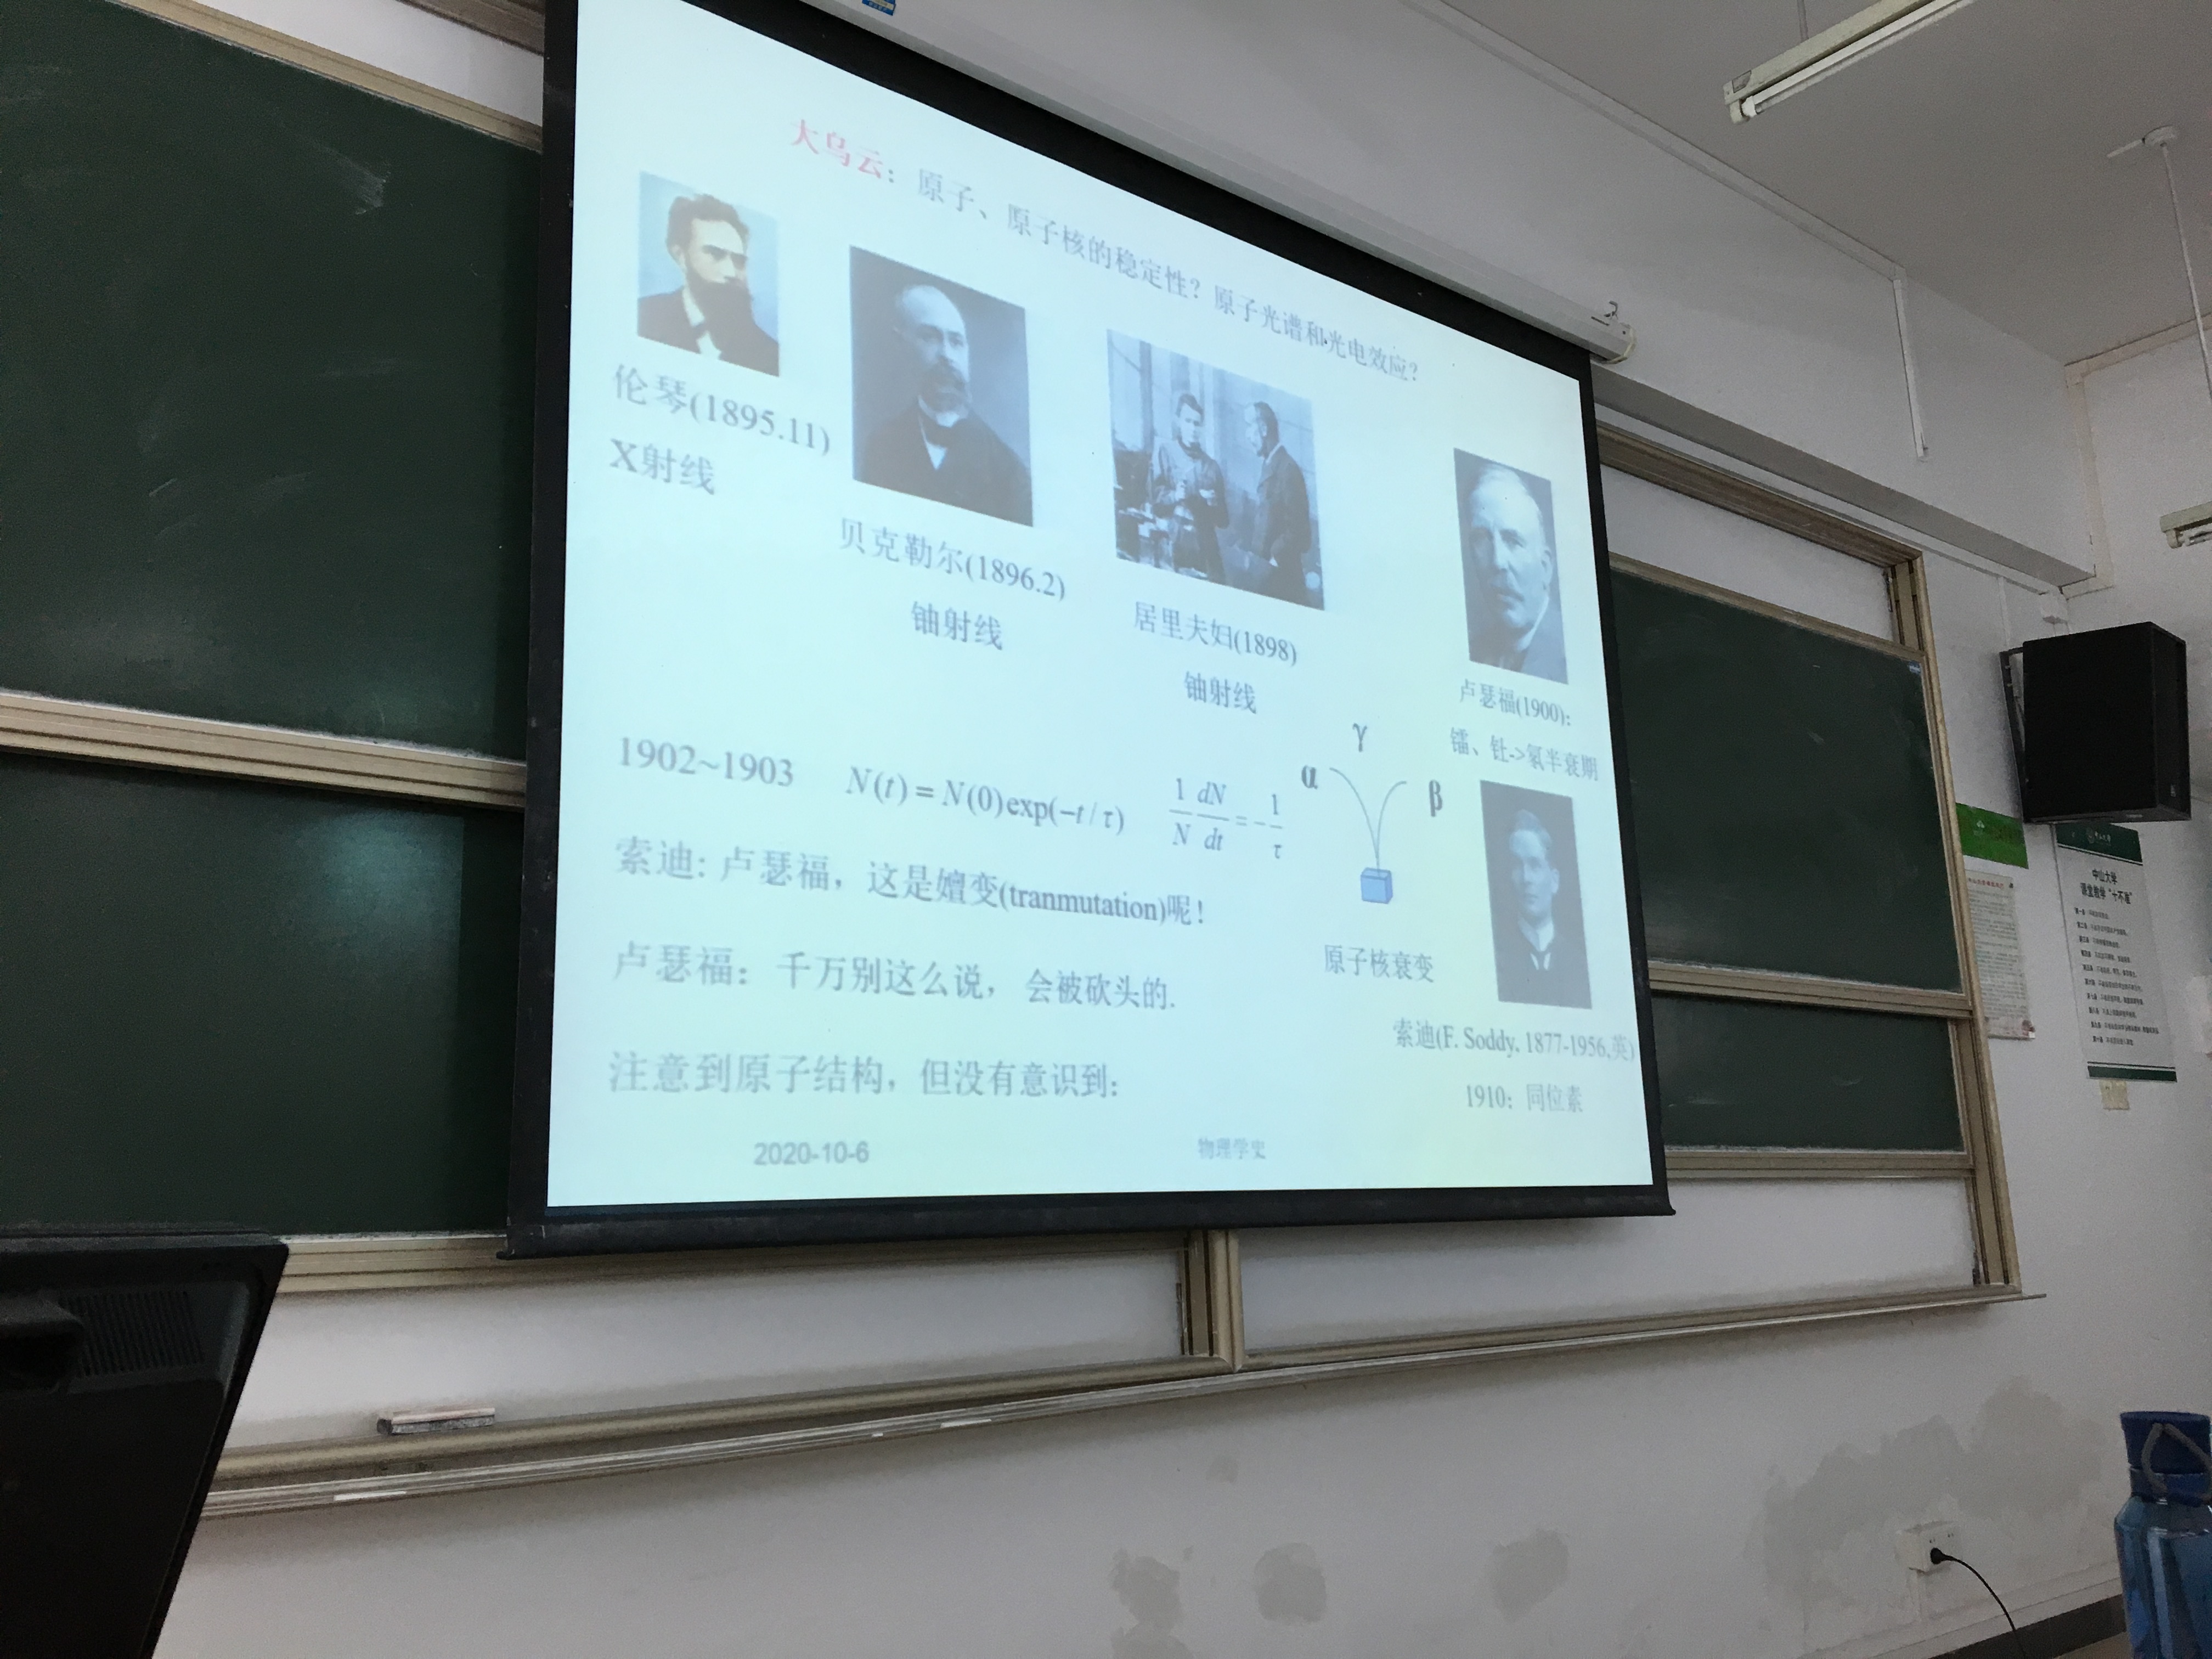 大乌云：原子、原子核的稳定性？原子光谱和光电效应？
伦琴(1895.11)
X射线
贝克勒尔(1896.2)
铀射线
居里夫妇(1898)
铀射线
卢瑟福(1900):
镭、钍->氡半衰期
1902~1903
N(t) = N(0)exp(−t / τ)
1/N dN/dt = − 1/τ
γ
α
β
索迪: 卢瑟福，这是嬗变(tranmutation)呢！
卢瑟福： 千万别这么说， 会被砍头的.
原子核衰变
索迪(F. Soddy, 1877-1956,英)
注意到原子结构，但没有意识到:
1910：同位素
2020-10-6
物理学史
中山大学
课堂教学“十不准”